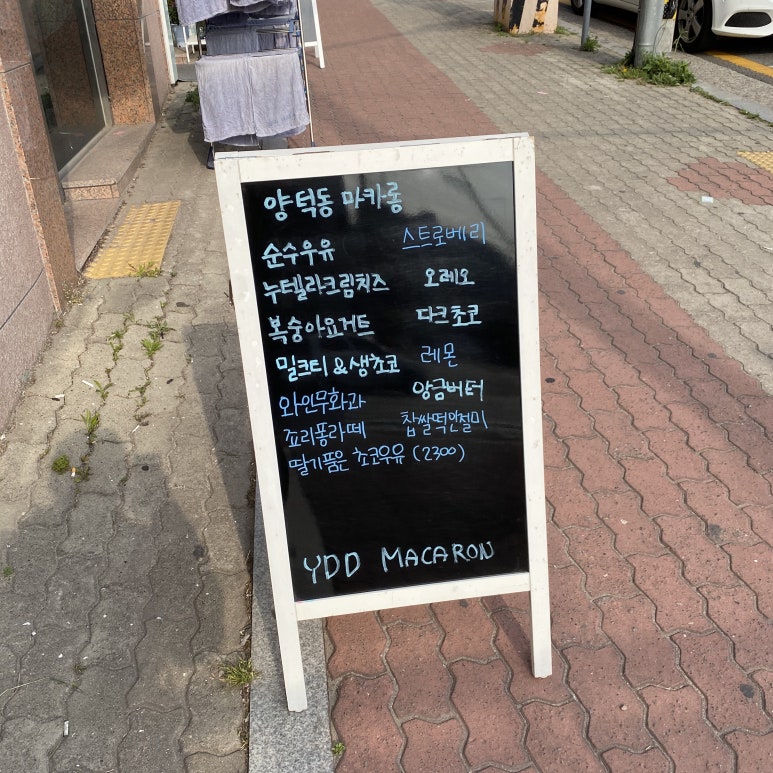 양덕동 마카롱
순수우유 스트로베리
누텔라크림치즈 오레오
복숭아요거트 다크초코
밀크티&생초코 레몬
와인무화과 앙금버터
죠리퐁라떼 찹쌀떡인절미
딸기품은 초코우유 (2300)
YDD MACARON